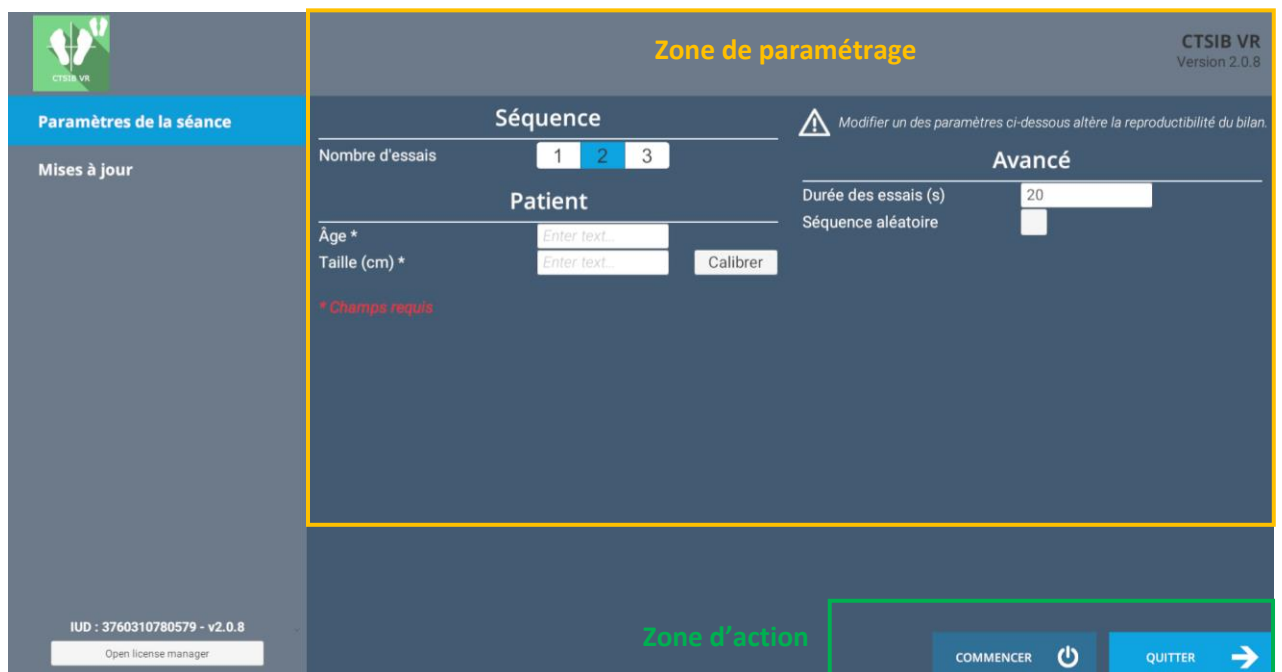 CTSIB VR
Zone de paramétrage
CTSIB VR
Version 2.0.8
Paramètres de la séance
Mises à jour
Séquence
Nombre d'essais 1 2 3
Patient
Âge * Enter text...
Taille (cm) * Enter text... Calibrer
* Champs requis
Modifier un des paramètres ci-dessous altère la reproductibilité du bilan.
Avancé
Durée des essais (s) 20
Séquence aléatoire
IUD : 3760310780579 - v2.0.8
Open license manager
Zone d’action
COMMENCER
QUITTER